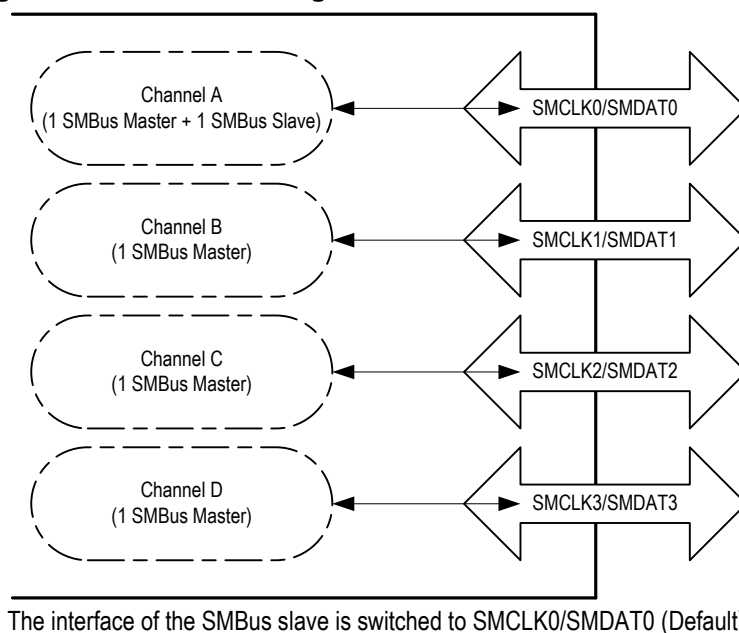 Channel A
(1 SMBus Master + 1 SMBus Slave)
SMCLK0/SMDAT0
Channel B
(1 SMBus Master)
SMCLK1/SMDAT1
Channel C
(1 SMBus Master)
SMCLK2/SMDAT2
Channel D
(1 SMBus Master)
SMCLK3/SMDAT3
The interface of the SMBus slave is switched to SMCLK0/SMDAT0 (Default)